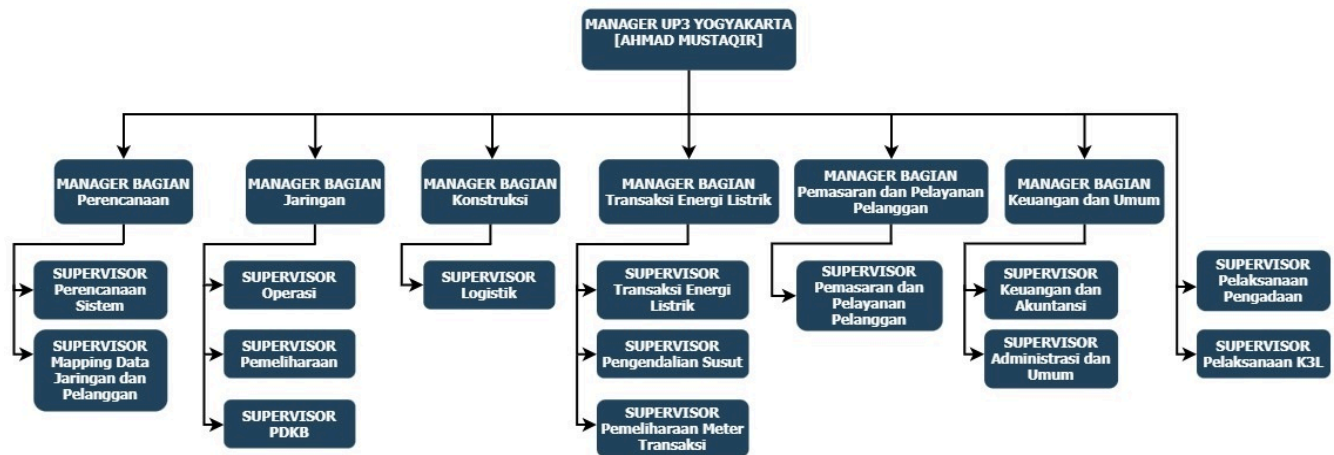 MANAGER UP3 YOGYAKARTA
[AHMAD MUSTAQIR]
MANAGER BAGIAN
Perencanaan
MANAGER BAGIAN
Jaringan
MANAGER BAGIAN
Konstruksi
MANAGER BAGIAN
Transaksi Energi Listrik
MANAGER BAGIAN
Pemasaran dan Pelayanan
Pelanggan
MANAGER BAGIAN
Keuangan dan Umum
SUPERVISOR
Perencanaan
Sistem
SUPERVISOR
Mapping Data
Jaringan dan
Pelanggan
SUPERVISOR
Operasi
SUPERVISOR
Pemeliharaan
SUPERVISOR
PDKB
SUPERVISOR
Logistik
SUPERVISOR
Transaksi Energi
Listrik
SUPERVISOR
Pengendalian Susut
SUPERVISOR
Pemeliharaan Meter
Transaksi
SUPERVISOR
Pemasaran dan
Pelayanan
Pelanggan
SUPERVISOR
Keuangan dan
Akuntansi
SUPERVISOR
Administrasi dan
Umum
SUPERVISOR
Pelaksanaan
Pengadaan
SUPERVISOR
Pelaksanaan K3L